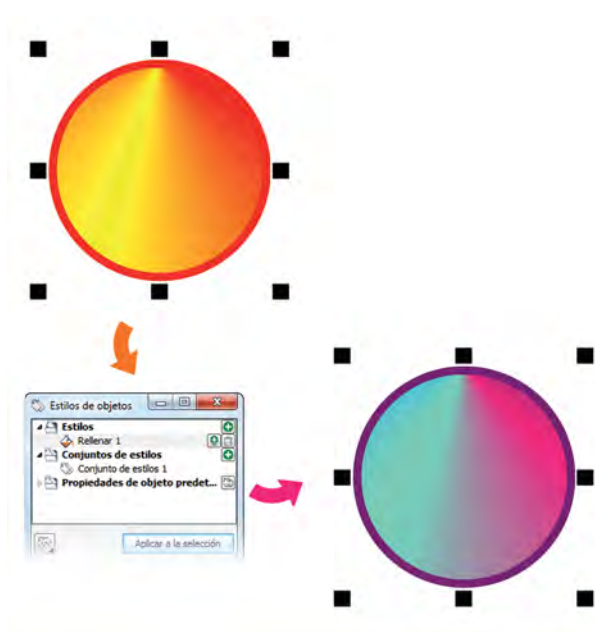 Estilos de objetos
Estilos
Rellenar 1
Conjuntos de estilos
Conjunto de estilos 1
Propiedades de objeto predet...
Aplicar a la selección